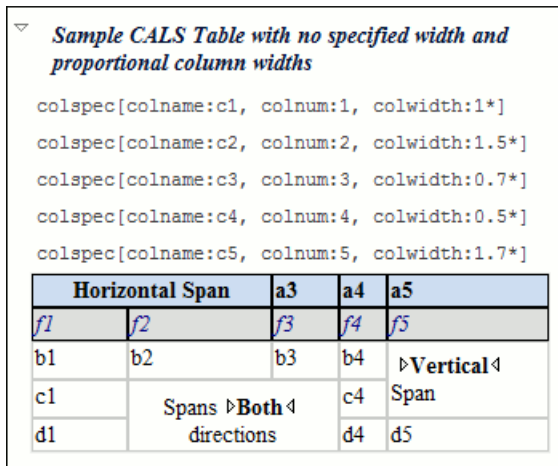 Sample CALS Table with no specified width and
proportional column widths
colspec[colname:c1, colnum:1, colwidth:1*]
colspec[colname:c2, colnum:2, colwidth:1.5*]
colspec[colname:c3, colnum:3, colwidth:0.7*]
colspec[colname:c4, colnum:4, colwidth:0.5*]
colspec[colname:c5, colnum:5, colwidth:1.7*]
Horizontal Span a3 a4 a5
f1 f2 f3 f4 f5
b1 b2 b3 b4 Vertical
c1 Spans Both c4 Span
d1 directions d4 d5